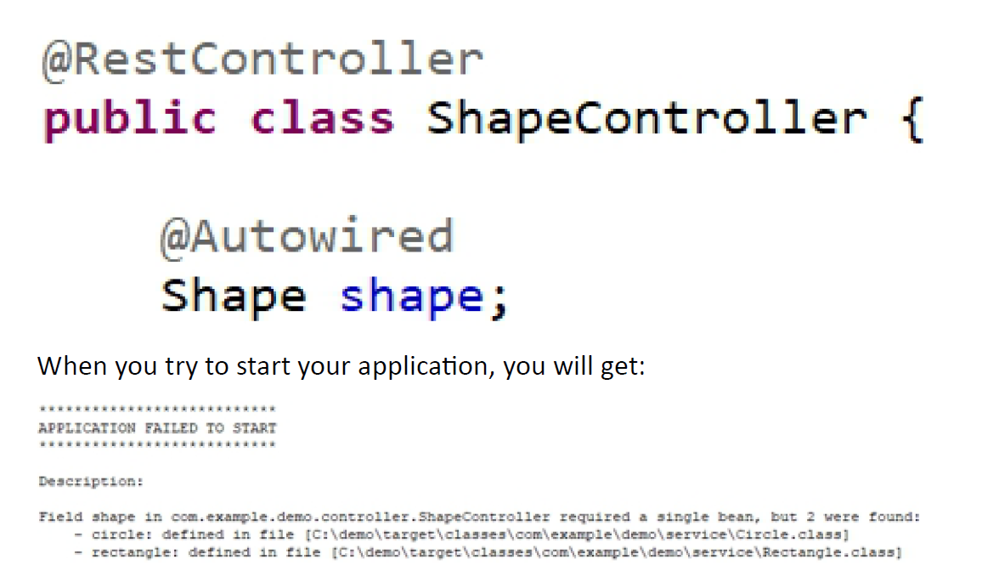 @RestController
public class ShapeController {
@Autowired
Shape shape;
When you try to start your application, you will get:
***************************
APPLICATION FAILED TO START
***************************
Description:
Field shape in com.example.demo.controller.ShapeController required a single bean, but 2 were found:
- circle: defined in file [C:\demo\target\classes\com\example\demo\service\Circle.class]
- rectangle: defined in file [C:\demo\target\classes\com\example\demo\service\Rectangle.class]